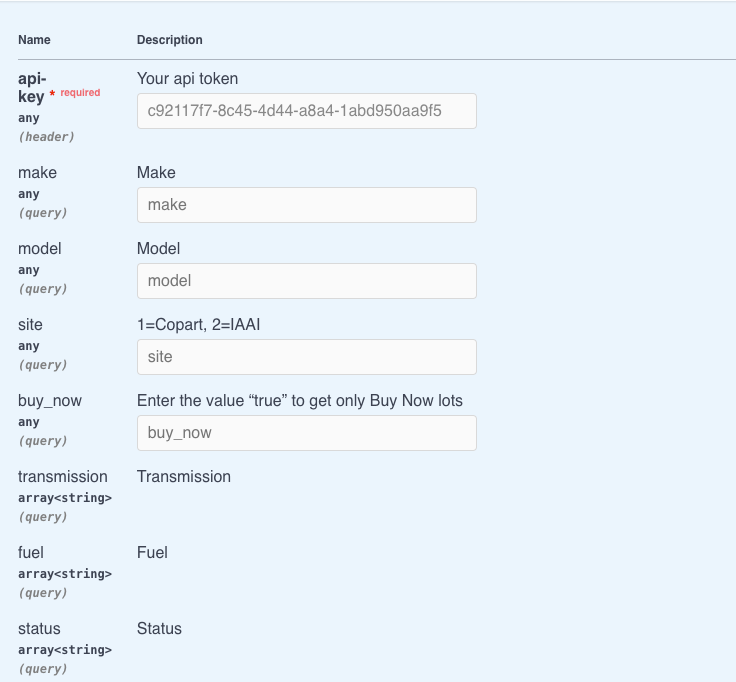 Name Description
api-
key * required
any
(header)
Your api token
c92117f7-8c45-4d44-a8a4-1abd950aa9f5
make
any
(query)
Make
make
model
any
(query)
Model
model
site
any
(query)
1=Copart, 2=IAAI
site
buy_now
any
(query)
Enter the value “true” to get only Buy Now lots
buy_now
transmission
array<string>
(query)
Transmission
fuel
array<string>
(query)
Fuel
status
array<string>
(query)
Status